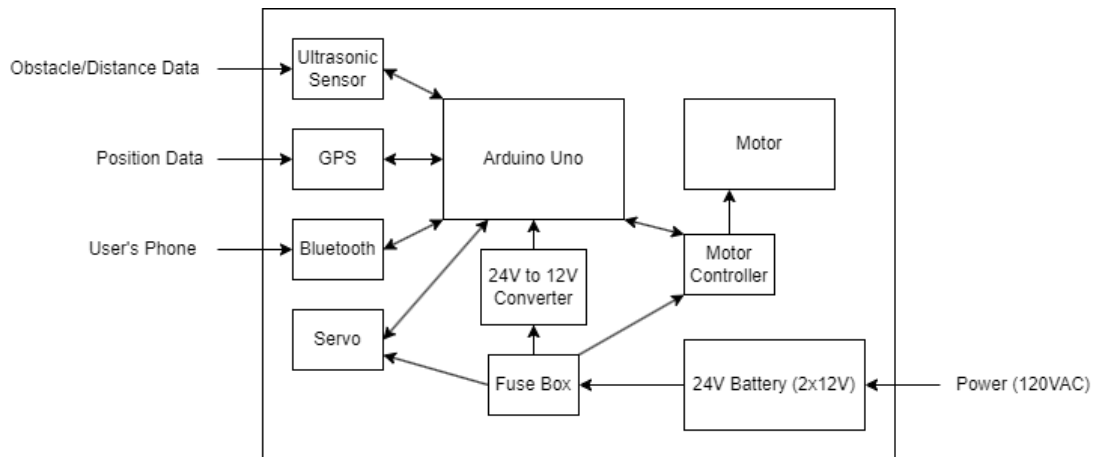 Obstacle/Distance Data
Ultrasonic
Sensor
Position Data
GPS
Arduino Uno
Motor
User's Phone
Bluetooth
24V to 12V
Converter
Motor
Controller
Servo
Fuse Box
24V Battery (2x12V)
Power (120VAC)